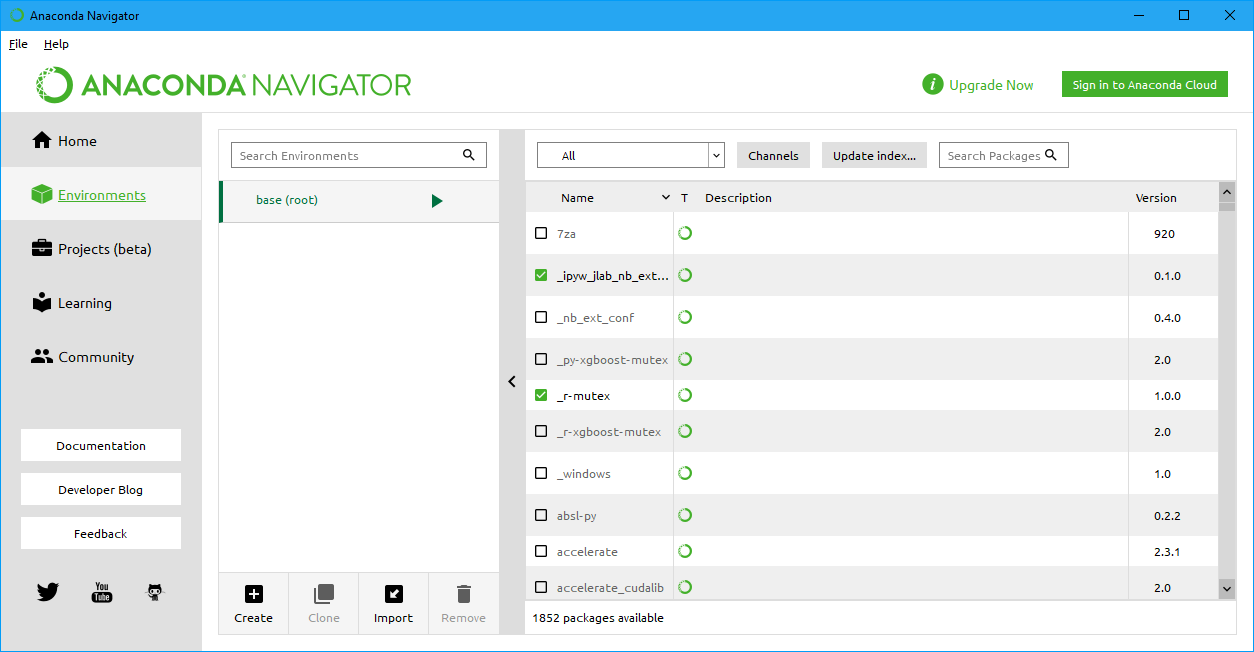 Anaconda Navigator
File Help
ANACONDA NAVIGATOR
i Upgrade Now
Sign in to Anaconda Cloud
Home
Environments
Projects (beta)
Learning
Community
Documentation
Developer Blog
Feedback
You Tube
Search Environments
base (root)
Create Clone Import Remove
All Channels Update index... Search Packages
Name T Description Version
7za 920
_ipyw_jlab_nb_ext... 0.1.0
_nb_ext_conf 0.4.0
_py-xgboost-mutex 2.0
_r-mutex 1.0.0
_r-xgboost-mutex 2.0
_windows 1.0
absl-py 0.2.2
accelerate 2.3.1
accelerate_cudalib 2.0
1852 packages available